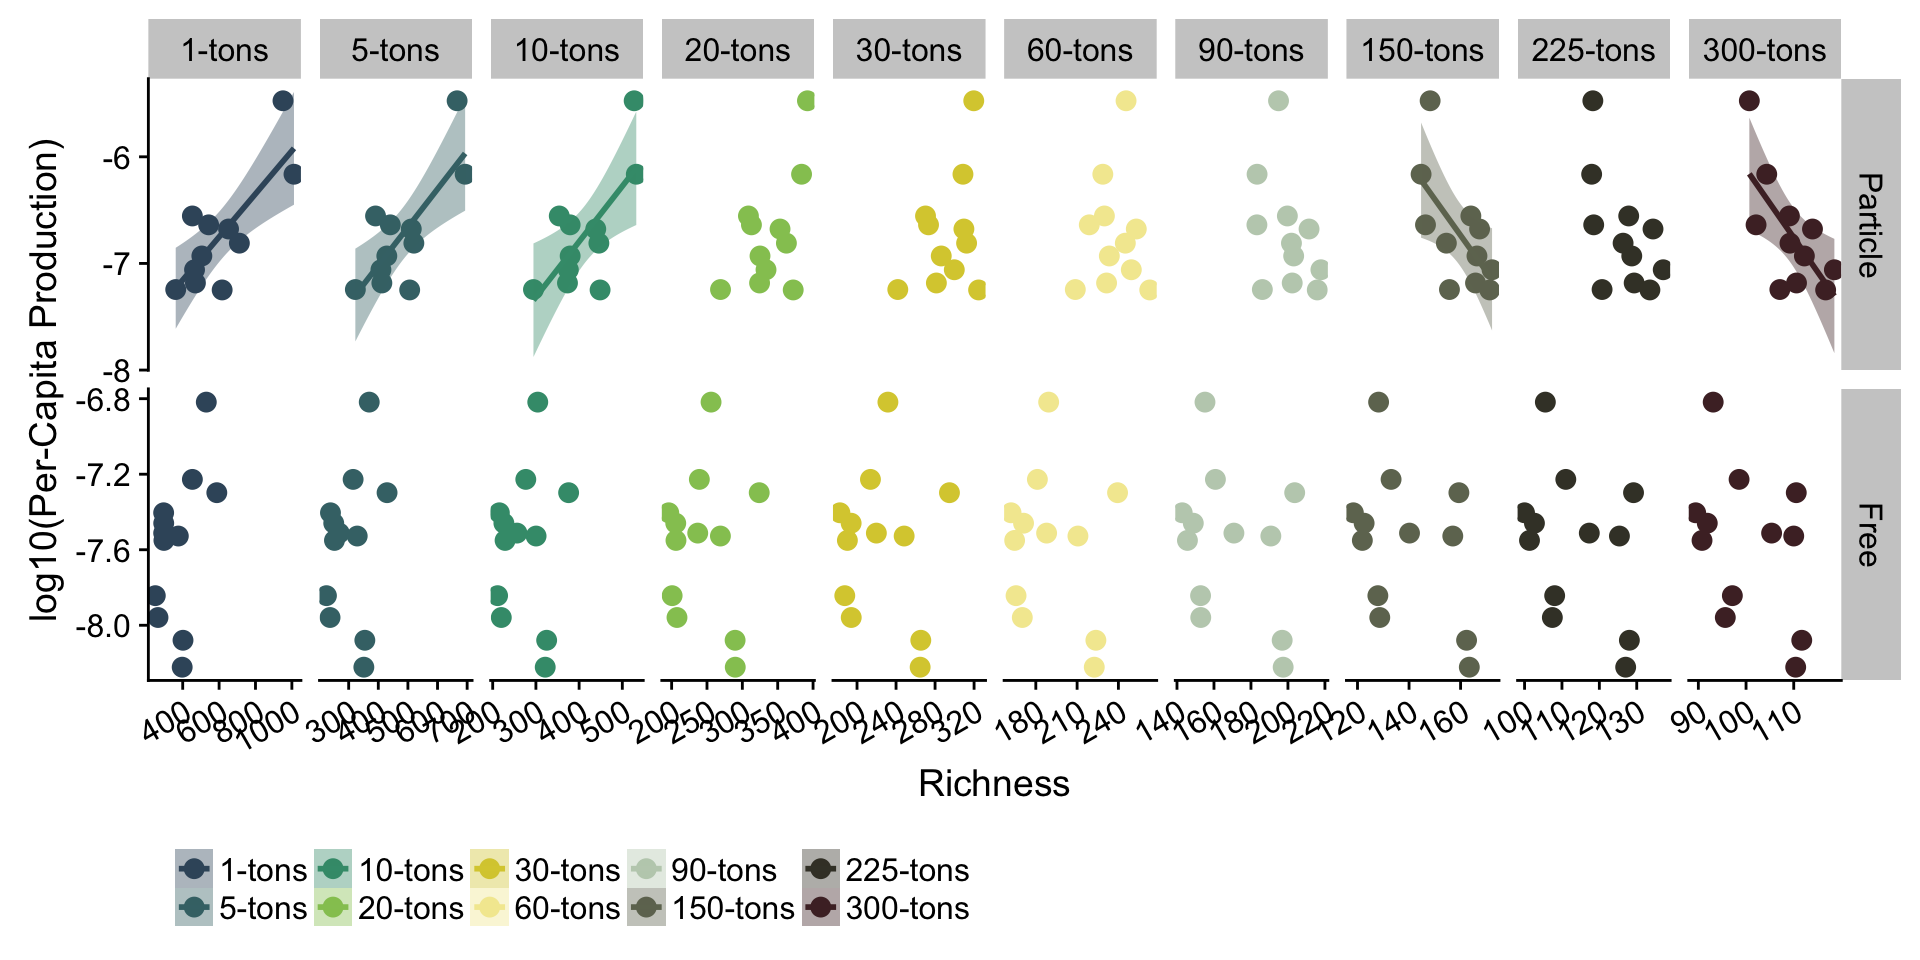 1-tons 5-tons 10-tons 20-tons 30-tons 60-tons 90-tons 150-tons 225-tons 300-tons
log10(Per-Capita Production)
-6
-7
-8
Particle
-6.8
-7.2
-7.6
-8.0
Free
400 600 800 1000 300 400 500 600 700 200 300 400 500 200 250 300 350 400 200 240 280 320 180 210 240 140 160 180 200 220 120 140 160 100 110 120 130 90 100 110
Richness
1-tons 10-tons 30-tons 90-tons 225-tons
5-tons 20-tons 60-tons 150-tons 300-tons